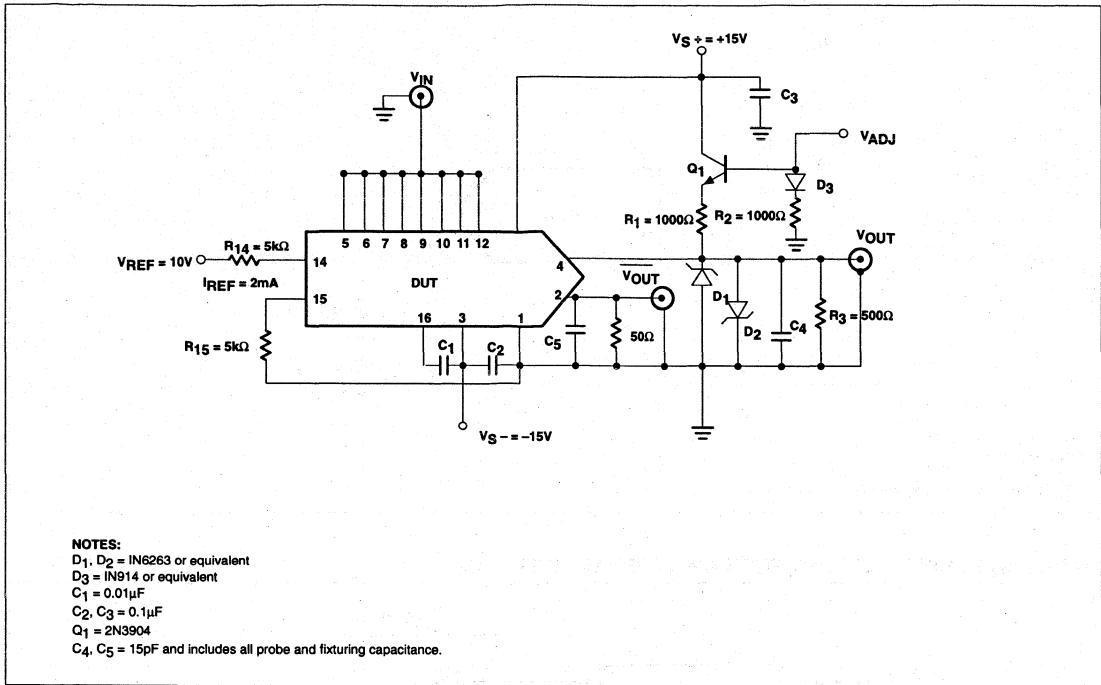 VS + = +15V
VIN
C3
VADJ
Q1
D3
R1 = 1000Ω
R2 = 1000Ω
5 6 7 8 9 10 11 12
R14 = 5kΩ
VREF = 10V
14
4
VOUT
VOUT
IREF = 2mA
DUT
2
D1
15
D2
C4
R3 = 500Ω
16 3 1
C5
50Ω
R15 = 5kΩ
C1
C2
VS – = –15V
NOTES:
D1, D2 = IN6263 or equivalent
D3 = IN914 or equivalent
C1 = 0.01µF
C2, C3 = 0.1µF
Q1 = 2N3904
C4, C5 = 15pF and includes all probe and fixturing capacitance.